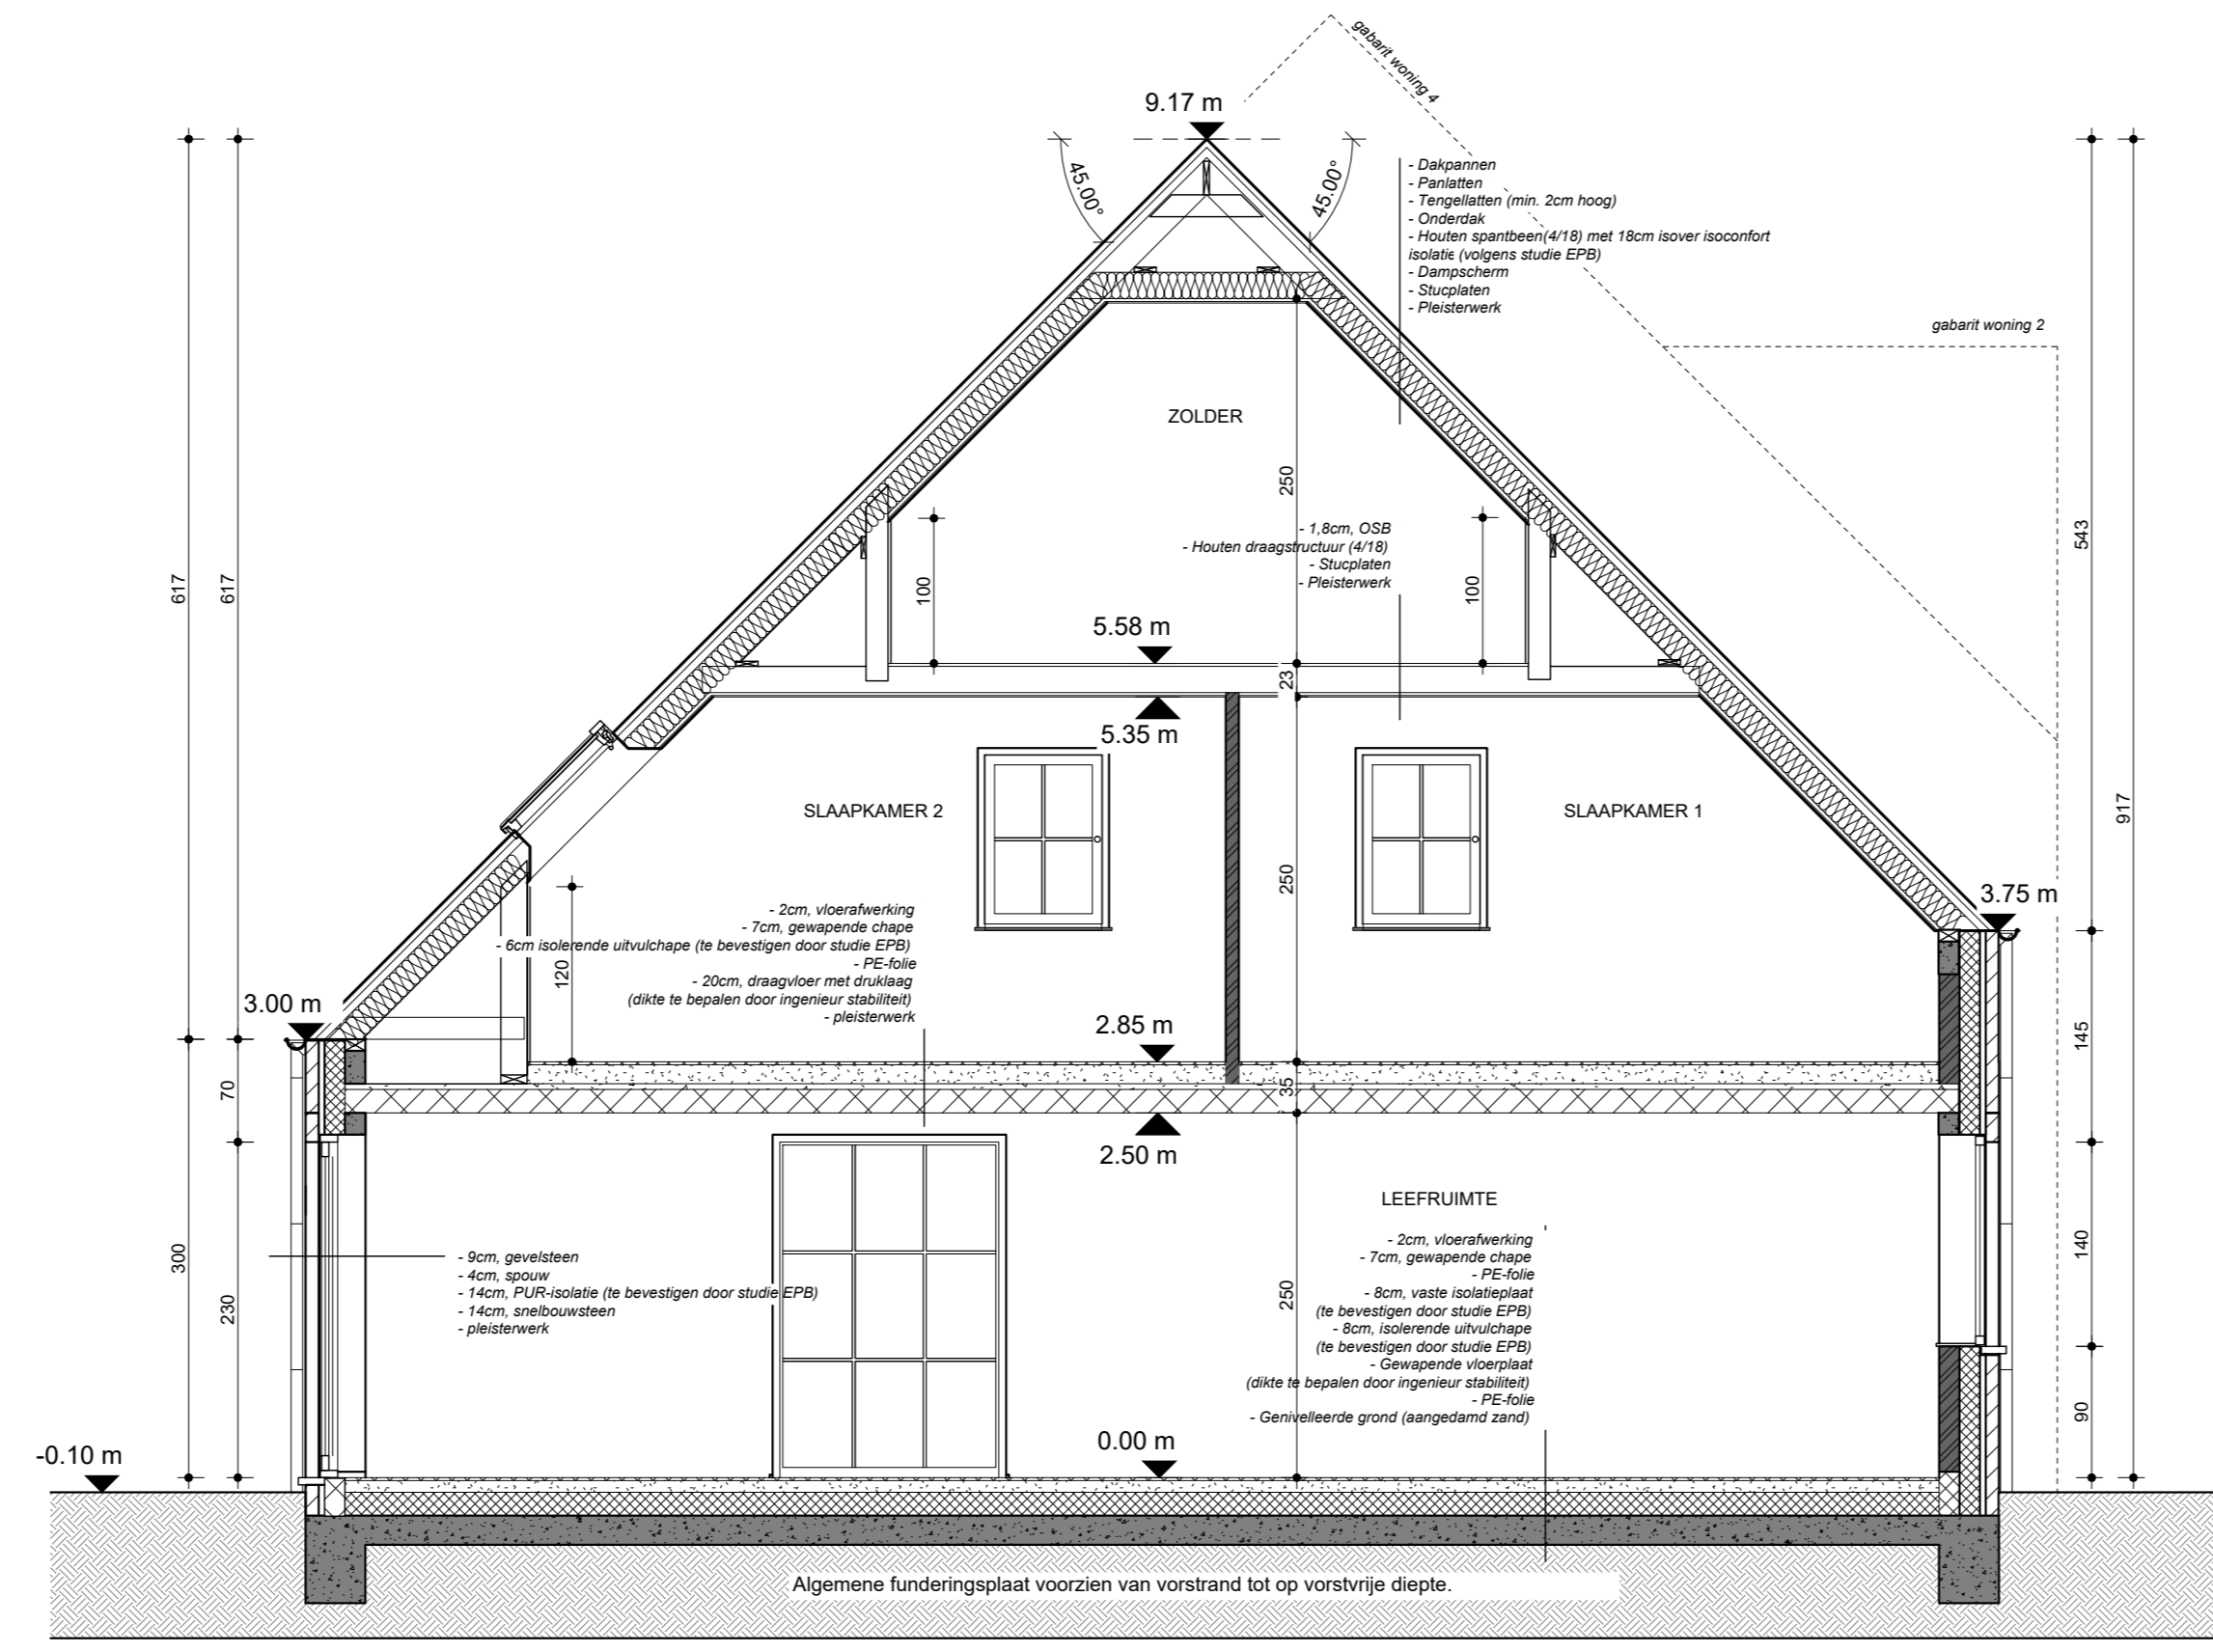 gabarit woning 4
9.17 m
45.00°
45.00°
- Dakpannen
- Panlatten
- Tengellatten (min. 2cm hoog)
- Onderdak
- Houten spantbeen(4/18) met 18cm isover isoconfort
isolatie (volgens studie EPB)
- Dampscherm
- Stucplaten
- Pleisterwerk
gabarit woning 2
ZOLDER
250
- 1,8cm, OSB
- Houten draagstructuur (4/18)
- Stucplaten
- Pleisterwerk
543
617
617
100
100
5.58 m
23
5.35 m
SLAAPKAMER 2
SLAAPKAMER 1
917
250
3.75 m
- 2cm, vloerafwerking
- 7cm, gewapende chape
- 6cm isolerende uitvulchape (te bevestigen door studie EPB)
- PE-folie
- 20cm, draagvloer met druklaag
(dikte te bepalen door ingenieur stabiliteit)
- pleisterwerk
120
3.00 m
2.85 m
145
70
35
2.50 m
LEEFRUIMTE
- 2cm, vloerafwerking
- 7cm, gewapende chape
- PE-folie
- 8cm, vaste isolatieplaat
(te bevestigen door studie EPB)
- 8cm, isolerende uitvulchape
(te bevestigen door studie EPB)
- Gewapende vloerplaat
(dikte te bepalen door ingenieur stabiliteit)
- PE-folie
- Genivelleerde grond (aangedamd zand)
300
230
- 9cm, gevelsteen
- 4cm, spouw
- 14cm, PUR-isolatie (te bevestigen door studie EPB)
- 14cm, snelbouwsteen
- pleisterwerk
250
140
90
-0.10 m
0.00 m
Algemene funderingsplaat voorzien van vorstrand tot op vorstvrije diepte.